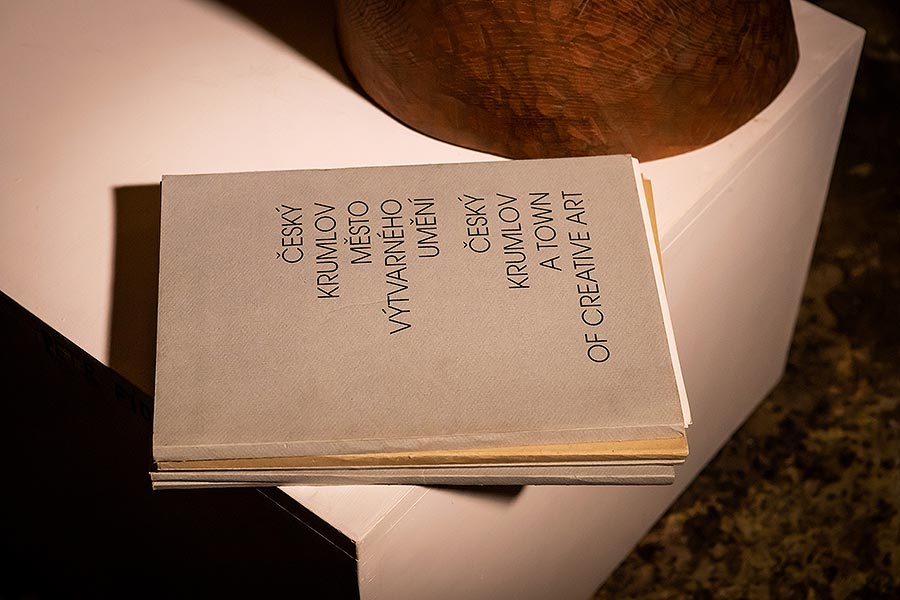 ČESKÝ
KRUMLOV
MĚSTO
VÝTVARNÉHO
UMĚNÍ
ČESKÝ
KRUMLOV
A TOWN
OF CREATIVE ART